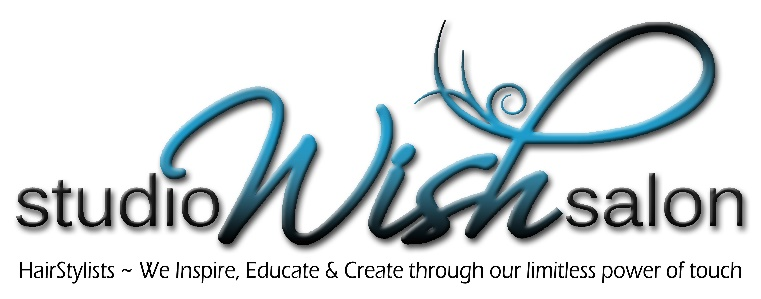 studio Wish salon
HairStylists ~ We Inspire, Educate & Create through our limitless power of touch